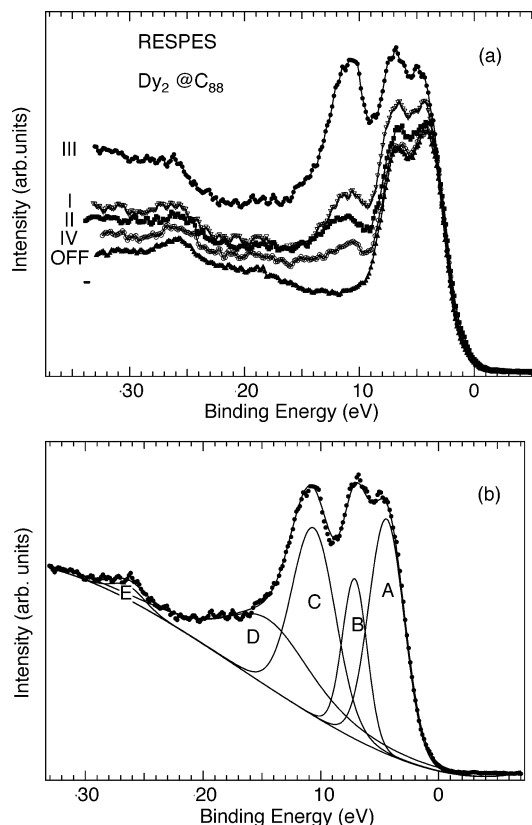 RESPES
(a)
Dy2 @C88
III
I
II
IV
OFF
Intensity (arb.units)
30 20 10 0
Binding Energy (eV)
(b)
A
B
C
D
E
Intensity (arb. units)
30 20 10 0
Binding Energy (eV)